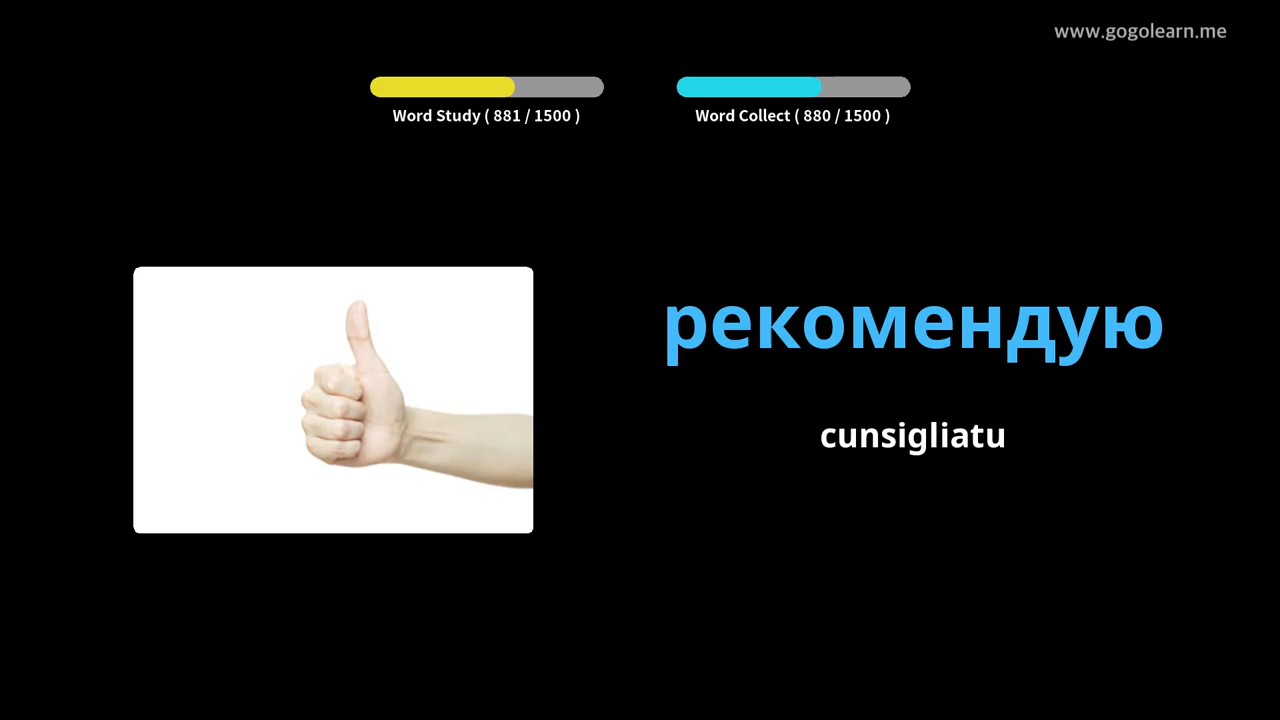 www.gogolearn.me
Word Study ( 881 / 1500 )
Word Collect ( 880 / 1500 )
рекомендую
cunsigliatu